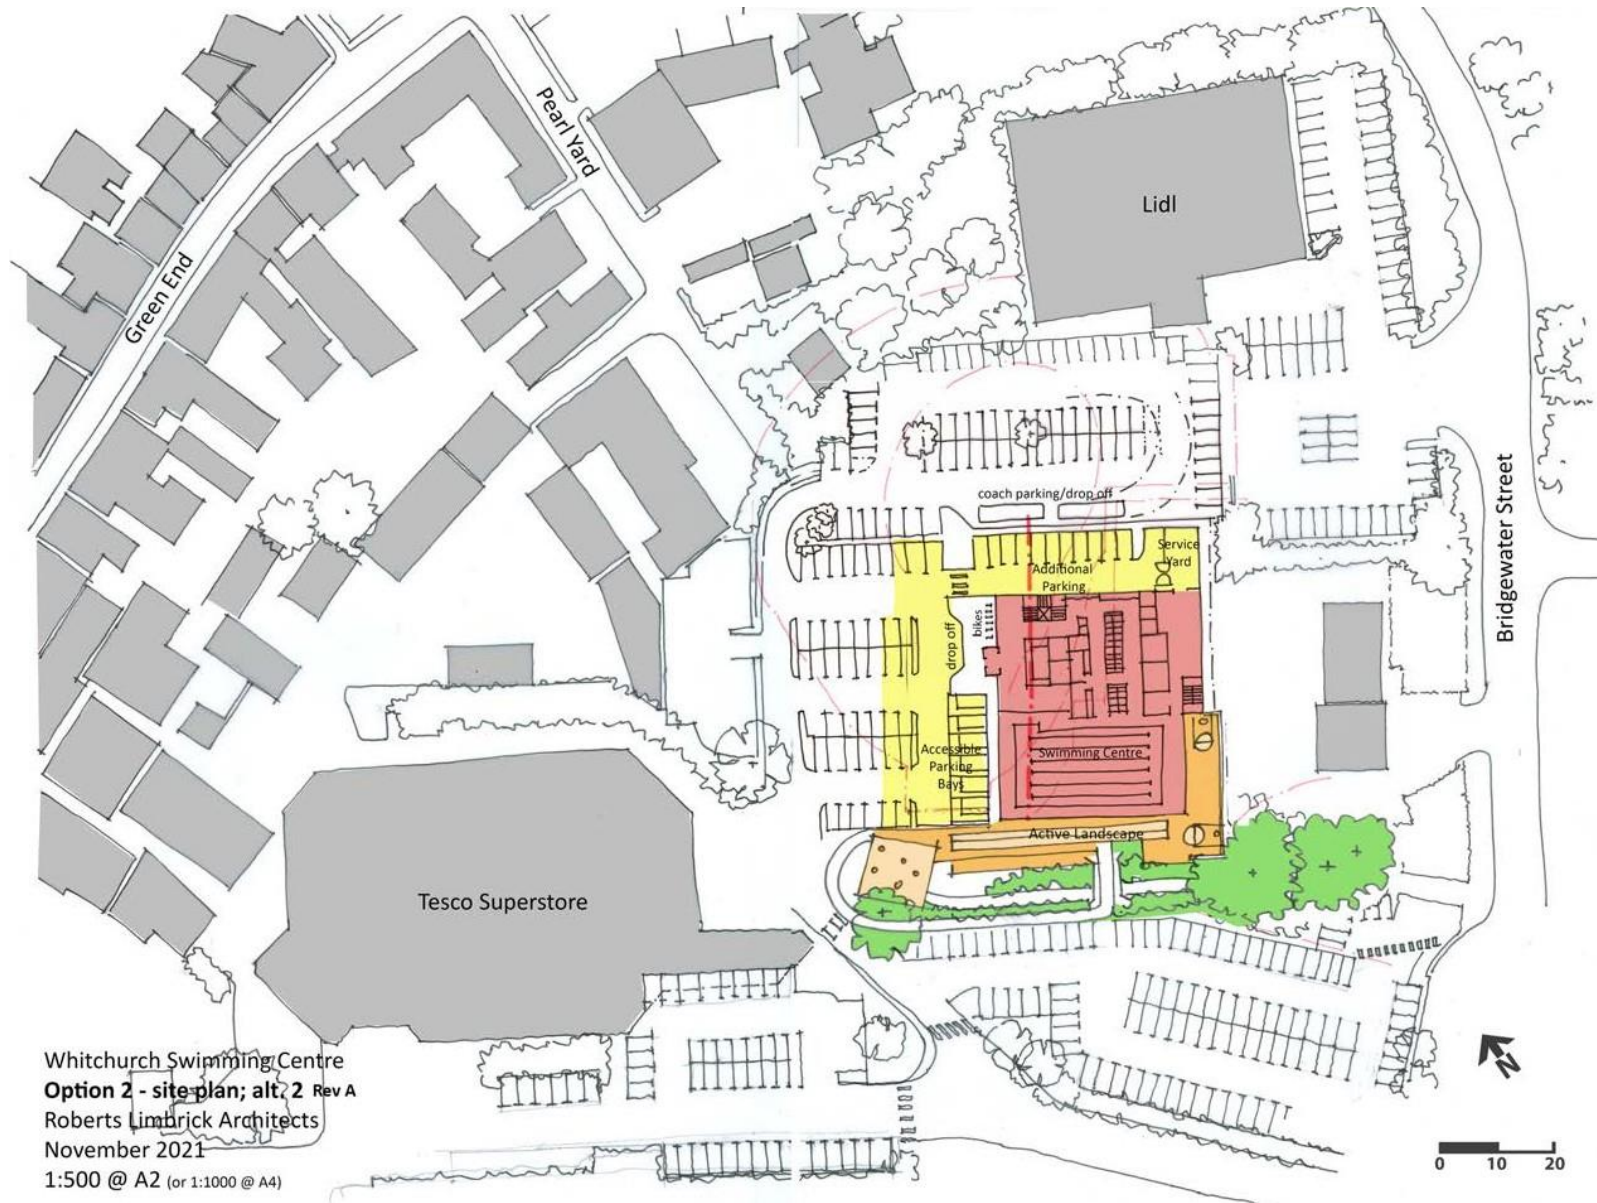 Pearl Yard
Green End
Lidl
coach parking/drop off
Service
Yard
Additional
Parking
bikes
drop off
Bridgewater Street
Accessible
Parking
Bays
Swimming Centre
Active Landscape
Tesco Superstore
Whitchurch Swimming Centre
Option 2 - site plan; alt. 2 Rev A
Roberts Limbrick Architects
November 2021
1:500 @ A2 (or 1:1000 @ A4)
N
0 10 20